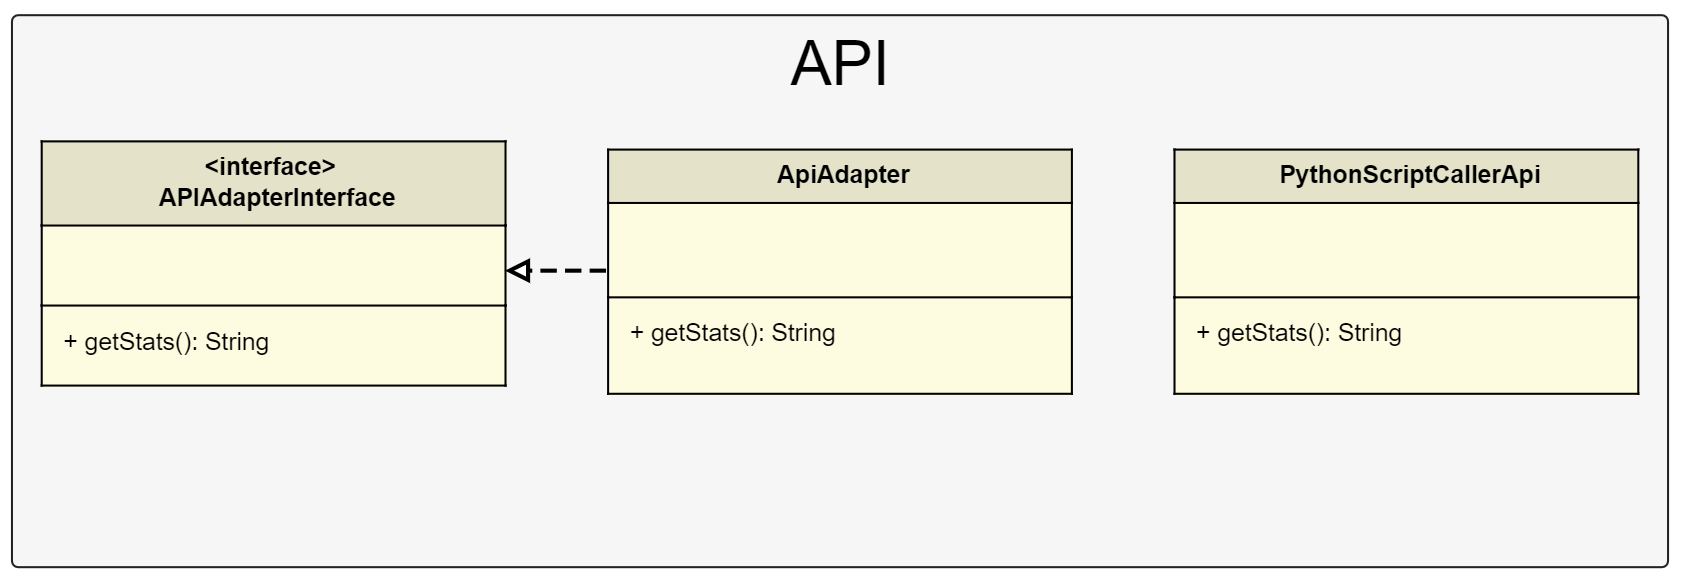 API
<interface>
APIAdapterInterface
+ getStats(): String
ApiAdapter
+ getStats(): String
PythonScriptCallerApi
+ getStats(): String